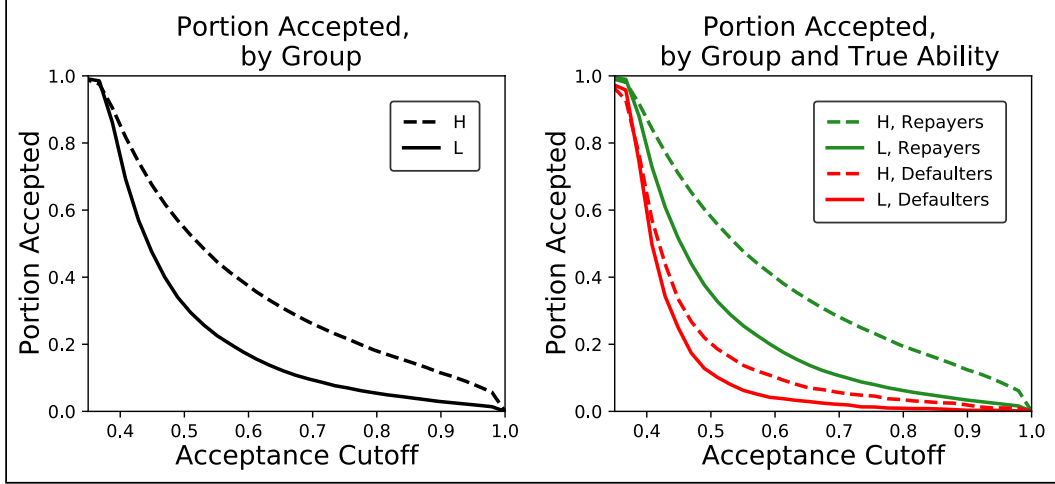 Portion Accepted,
by Group
Portion Accepted
1.0
0.8
0.6
0.4
0.2
0.0
H
L
0.4 0.5 0.6 0.7 0.8 0.9 1.0
Acceptance Cutoff
Portion Accepted,
by Group and True Ability
Portion Accepted
1.0
0.8
0.6
0.4
0.2
0.0
H, Repayers
L, Repayers
H, Defaulters
L, Defaulters
0.4 0.5 0.6 0.7 0.8 0.9 1.0
Acceptance Cutoff